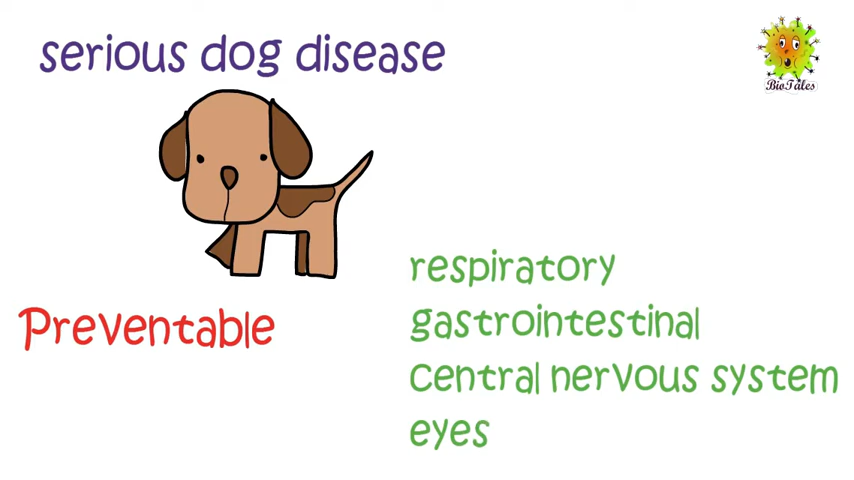 serious dog disease
BioTales
Preventable
respiratory
gastrointestinal
central nervous system
eyes